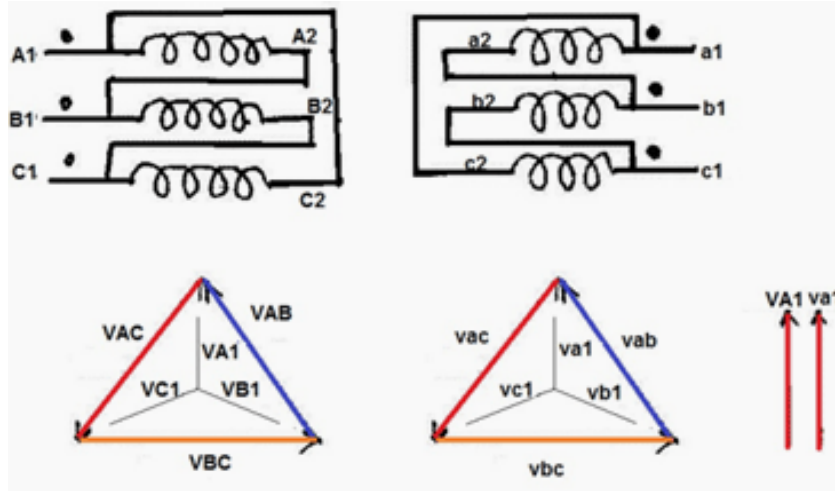 A1 A2 a2 a1
B1 B2 b2 b1
C1 C2 c2 c1
VAC VAB vac vab VA1 va1
VA1 va1
VC1 VB1 vc1 vb1
VBC vbc